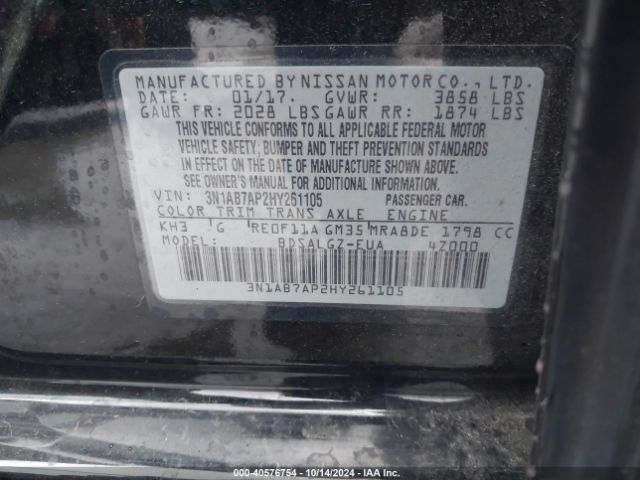 MANUFACTURED BY NISSAN MOTOR CO., LTD.
DATE: 01/17. GVWR: 3858 LBS
GAWR FR: 2028 LBS GAWR RR: 1874 LBS
THIS VEHICLE CONFORMS TO ALL APPLICABLE FEDERAL MOTOR
VEHICLE SAFETY, BUMPER AND THEFT PREVENTION STANDARDS
IN EFFECT ON THE DATE OF MANUFACTURE SHOWN ABOVE.
SEE OWNER'S MANUAL FOR ADDITIONAL INFORMATION
VIN: 3N1AB7AP2HY261105 PASSENGER CAR.
COLOR TRIM TRANS AXLE ENGINE
KH3 G RE0F11A GM35 MRA8DE 1798 CC
MODEL: BDSALGZ-EUA 4Z000
3N1AB7AP2HY261105
000-40576754 - 10/14/2024 - IAA Inc.